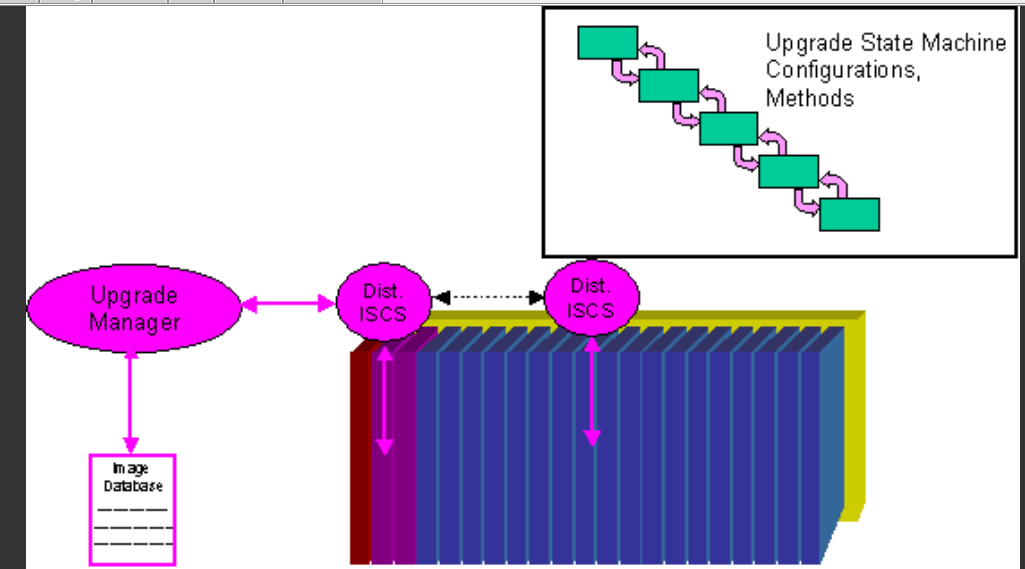 Upgrade State Machine
Configurations,
Methods
Upgrade
Manager
Dist.
ISCS
Dist.
ISCS
Image
Database